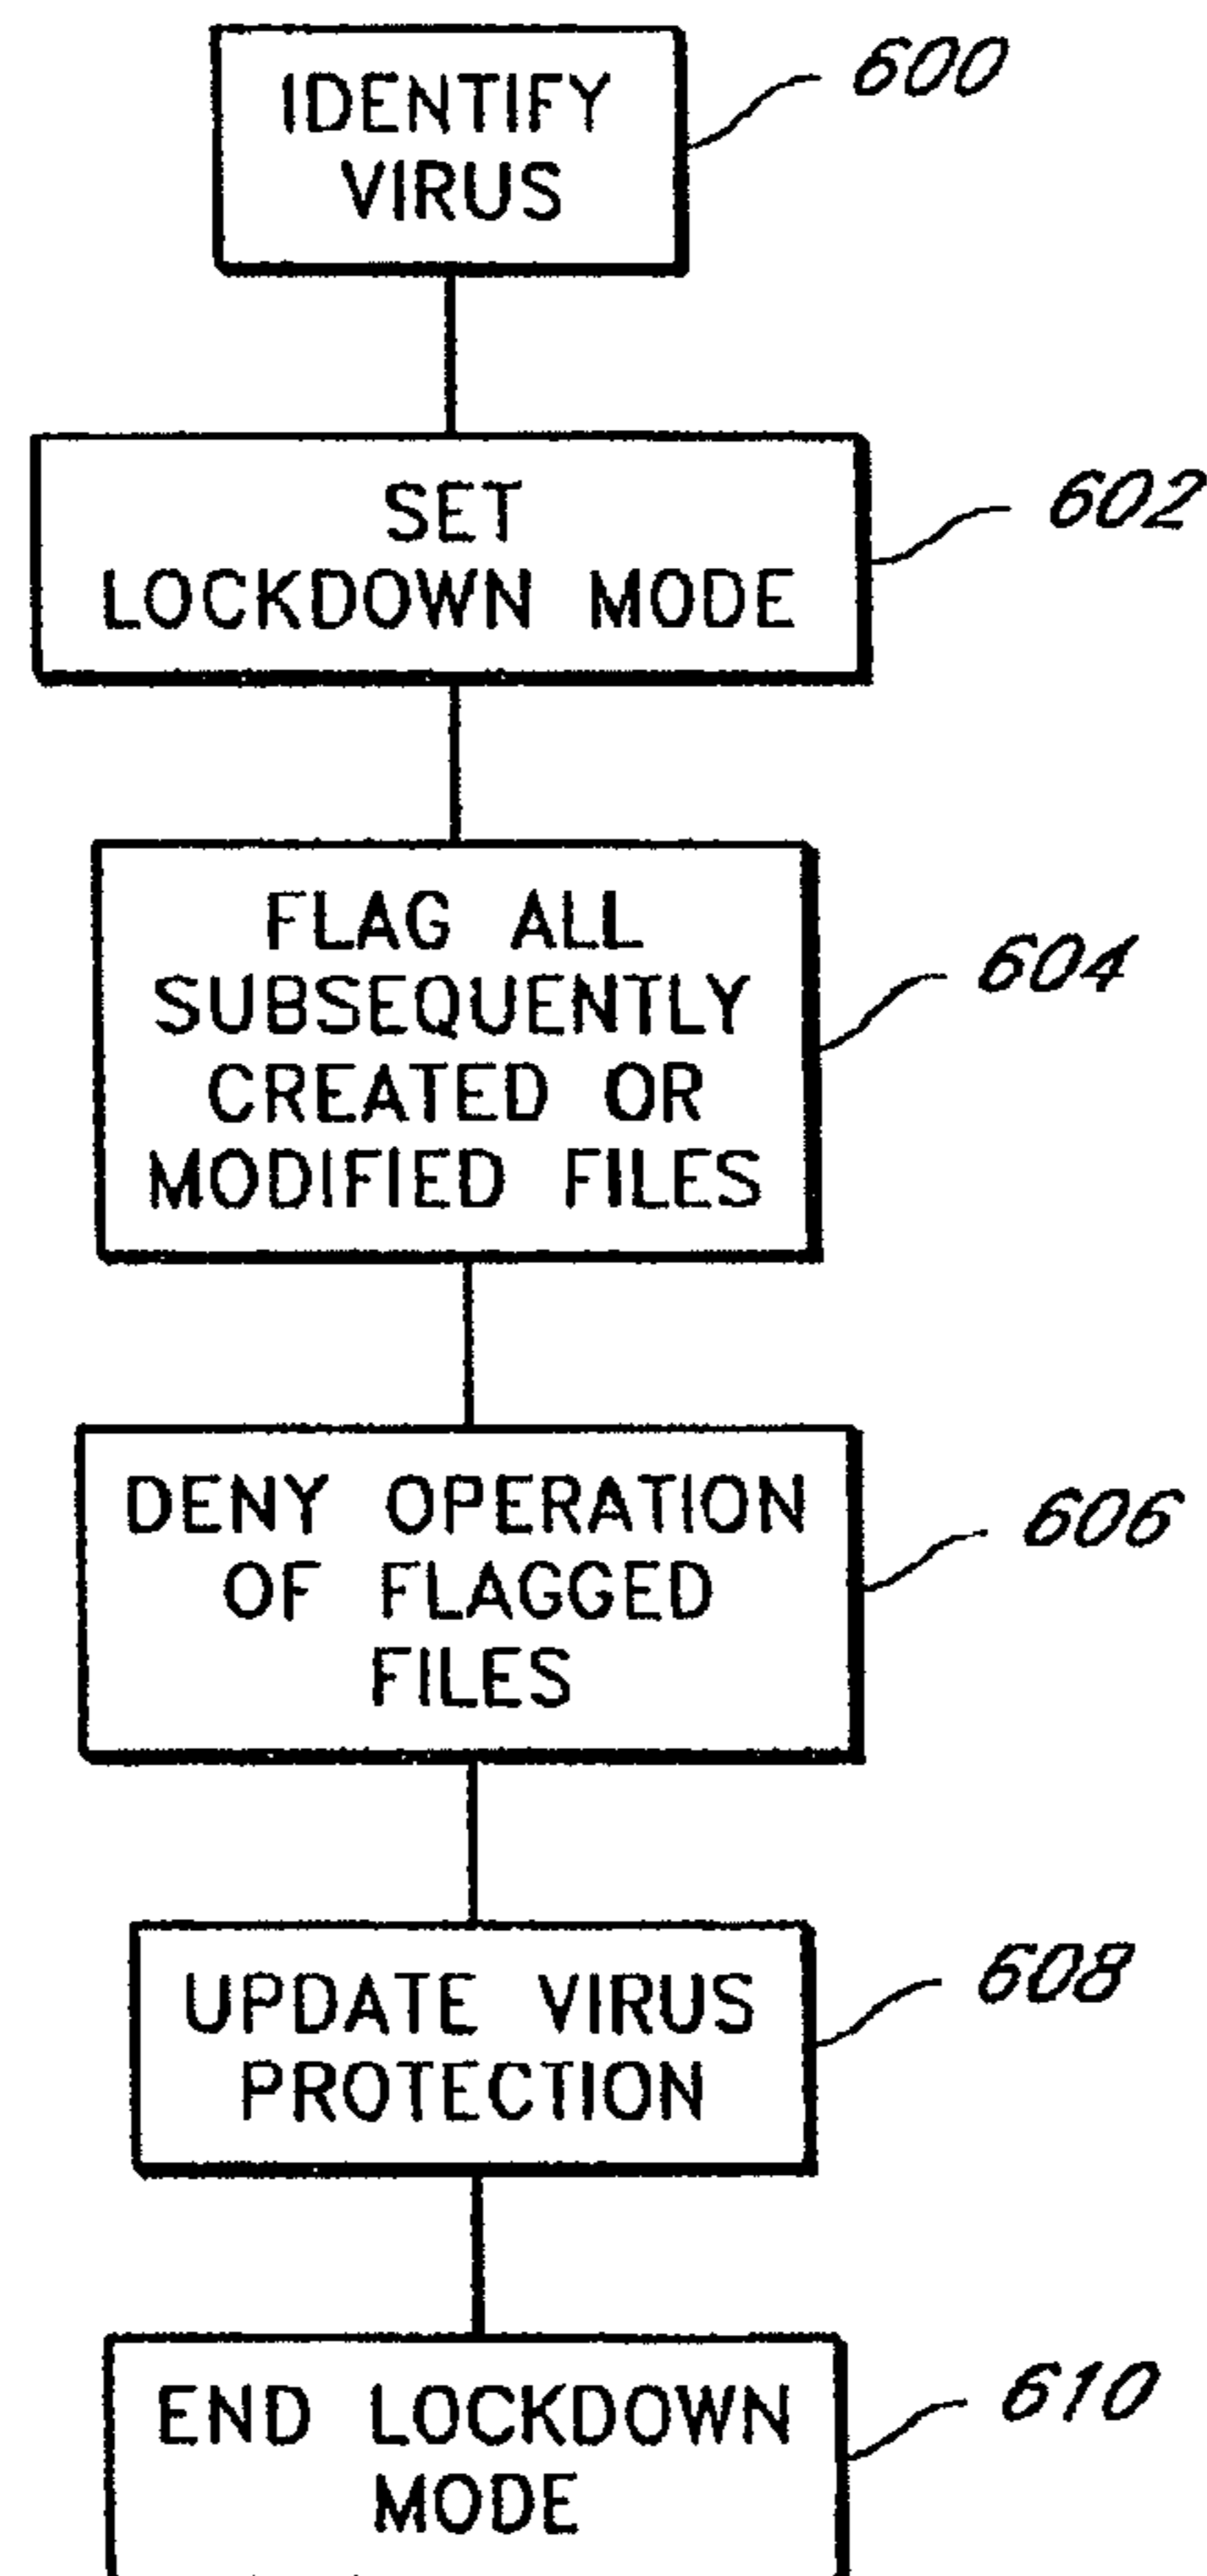 IDENTIFY
VIRUS
600
SET
LOCKDOWN MODE
602
FLAG ALL
SUBSEQUENTLY
CREATED OR
MODIFIED FILES
604
DENY OPERATION
OF FLAGGED
FILES
606
UPDATE VIRUS
PROTECTION
608
END LOCKDOWN
MODE
610